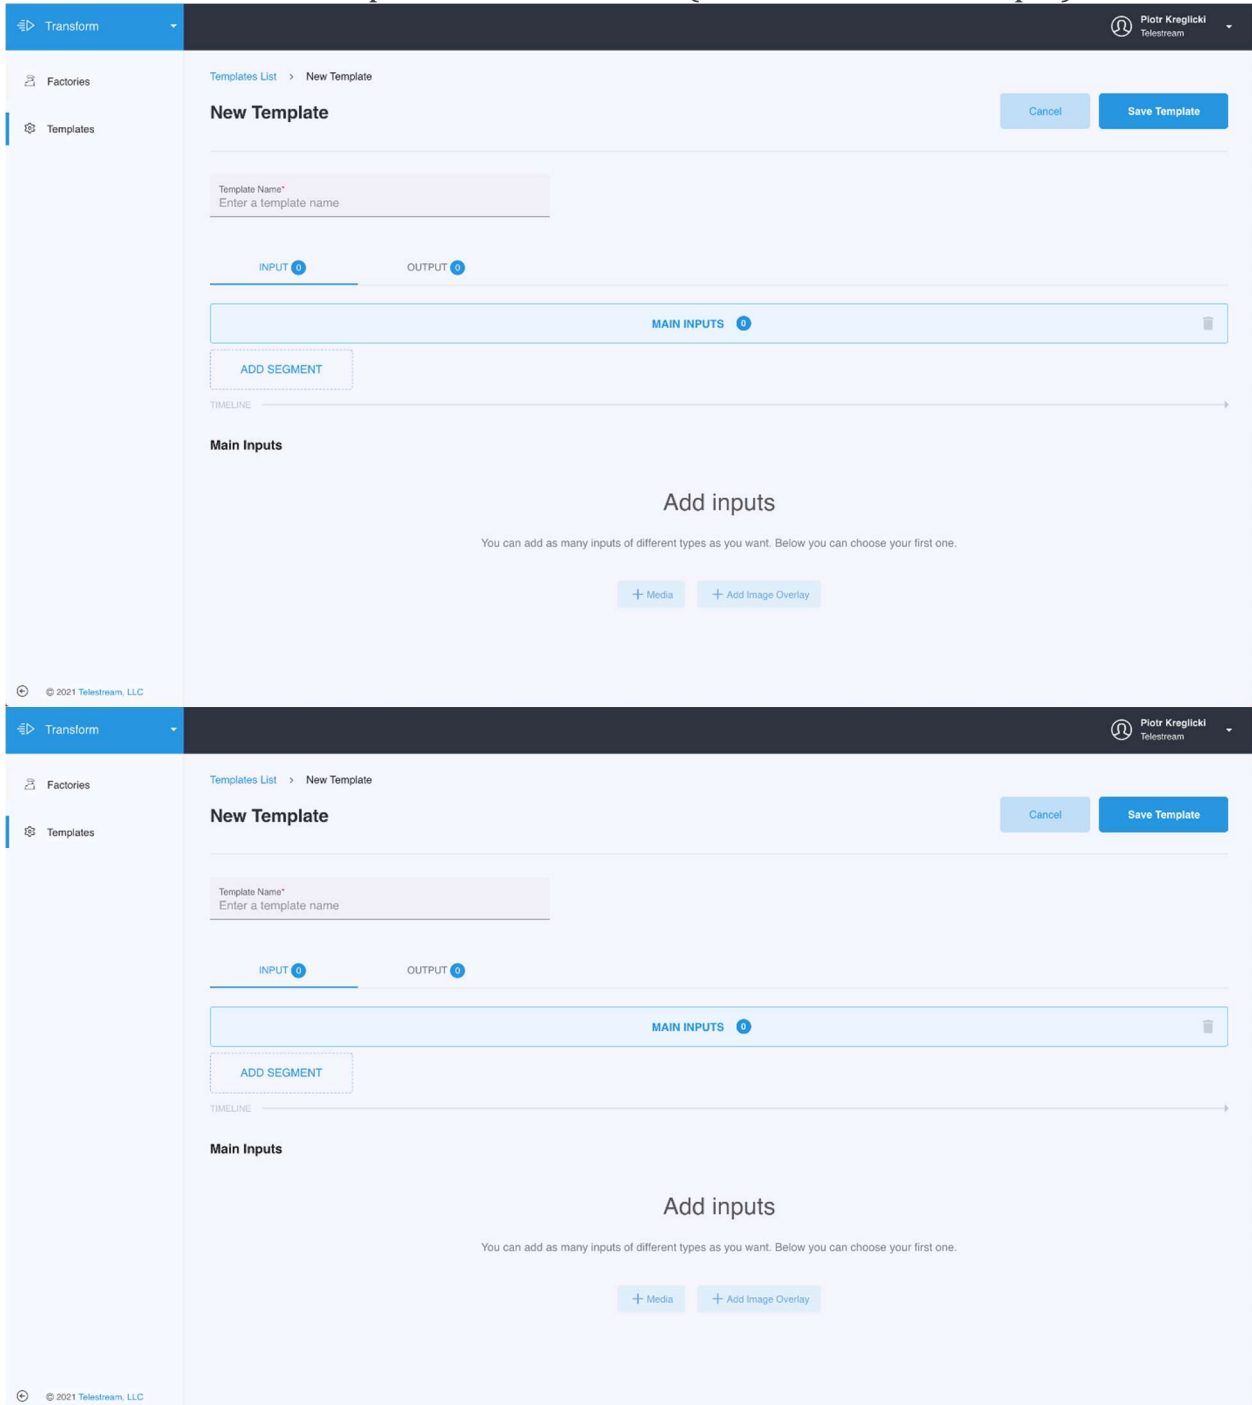 Transform
Piotr Kreglicki
Telestream
Factories
Templates List > New Template
New Template
Cancel
Save Template
Templates
Template Name*
Enter a template name
INPUT 0
OUTPUT 0
MAIN INPUTS 0
ADD SEGMENT
TIMELINE
Main Inputs
Add inputs
You can add as many inputs of different types as you want. Below you can choose your first one.
+ Media
+ Add Image Overlay
© 2021 Telestream, LLC
Transform
Piotr Kreglicki
Telestream
Factories
Templates List > New Template
New Template
Cancel
Save Template
Templates
Template Name*
Enter a template name
INPUT 0
OUTPUT 0
MAIN INPUTS 0
ADD SEGMENT
TIMELINE
Main Inputs
Add inputs
You can add as many inputs of different types as you want. Below you can choose your first one.
+ Media
+ Add Image Overlay
© 2021 Telestream, LLC